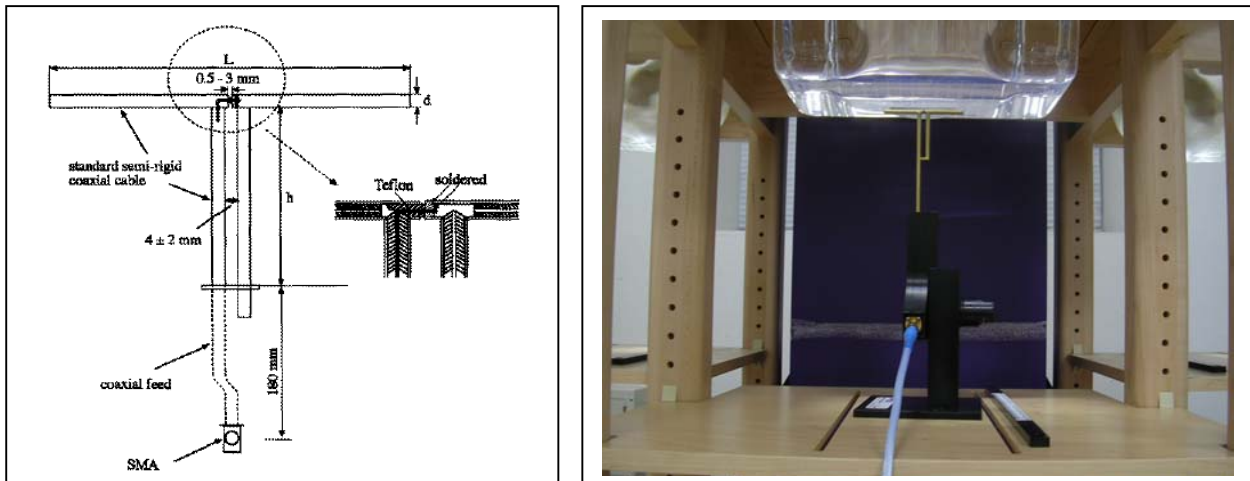 L
0.5 - 3 mm
d
standard semi-rigid
coaxial cable
h
Teflon
soldered
4 ± 2 mm
coaxial feed
180 mm
SMA